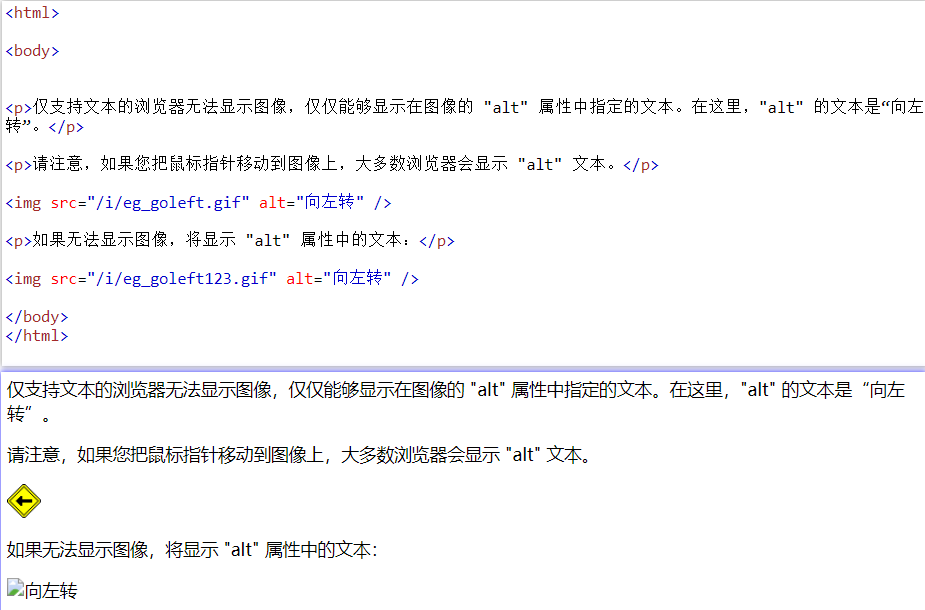 <html>
<body>
<p>仅支持文本的浏览器无法显示图像，仅仅能够显示在图像的 "alt" 属性中指定的文本。在这里，"alt" 的文本是“向左
转”。</p>
<p>请注意，如果您把鼠标指针移动到图像上，大多数浏览器会显示 "alt" 文本。</p>
<img src="/i/eg_goleft.gif" alt="向左转" />
<p>如果无法显示图像，将显示 "alt" 属性中的文本：</p>
<img src="/i/eg_goleft123.gif" alt="向左转" />
</body>
</html>
仅支持文本的浏览器无法显示图像，仅仅能够显示在图像的 "alt" 属性中指定的文本。在这里，"alt" 的文本是“向左
转”。
请注意，如果您把鼠标指针移动到图像上，大多数浏览器会显示 "alt" 文本。
如果无法显示图像，将显示 "alt" 属性中的文本：
向左转